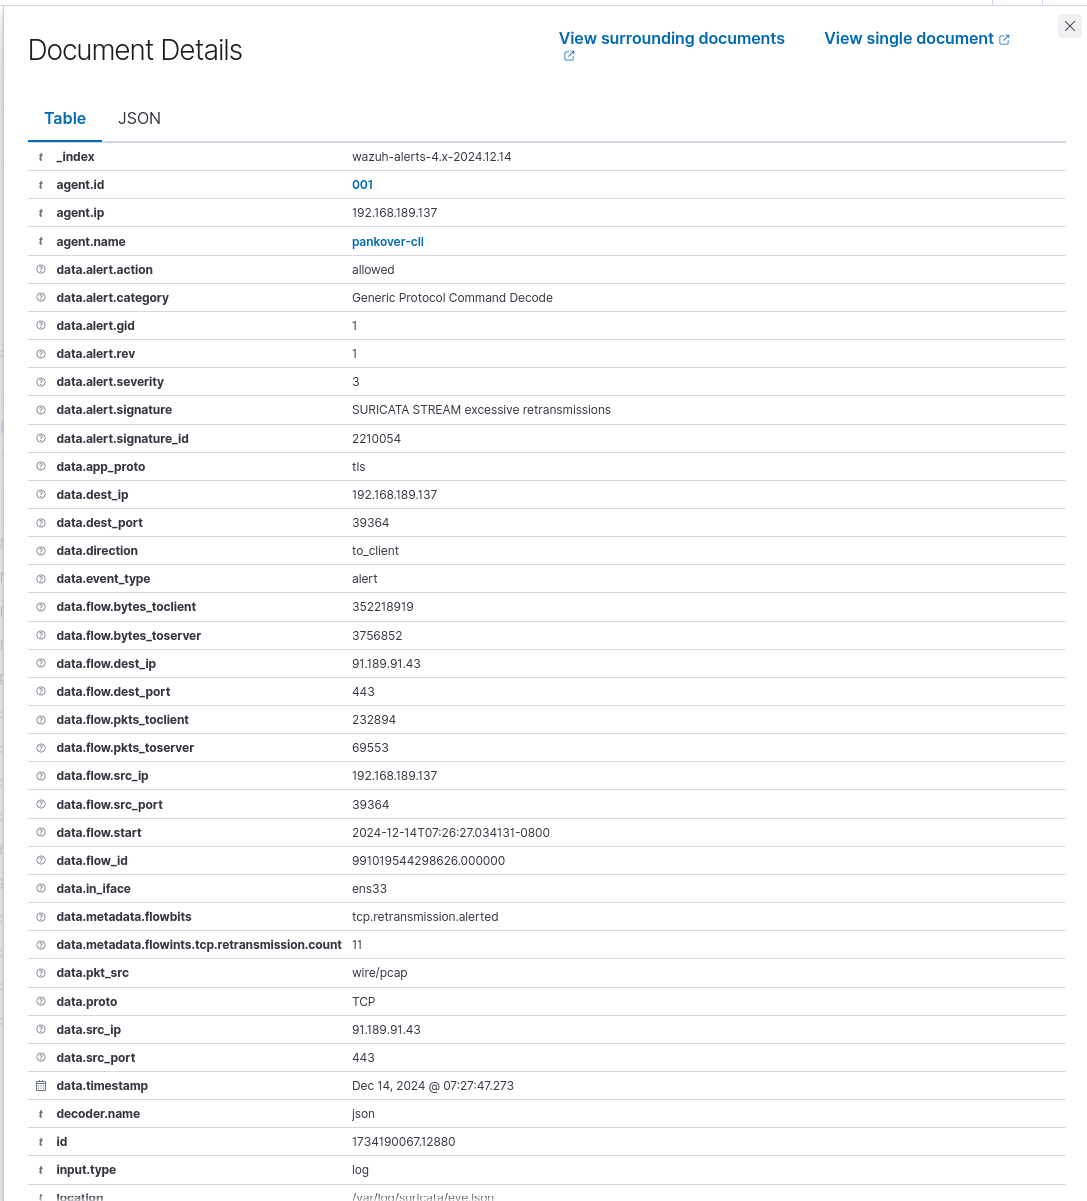 Document Details
View surrounding documents
View single document
Table JSON
t _index wazuh-alerts-4.x-2024.12.14
t agent.id 001
t agent.ip 192.168.189.137
t agent.name pankover-cli
data.alert.action allowed
data.alert.category Generic Protocol Command Decode
data.alert.gid 1
data.alert.rev 1
data.alert.severity 3
data.alert.signature SURICATA STREAM excessive retransmissions
data.alert.signature_id 2210054
data.app_proto tls
data.dest_ip 192.168.189.137
data.dest_port 39364
data.direction to_client
data.event_type alert
data.flow.bytes_toclient 352218919
data.flow.bytes_toserver 3756852
data.flow.dest_ip 91.189.91.43
data.flow.dest_port 443
data.flow.pkts_toclient 232894
data.flow.pkts_toserver 69553
data.flow.src_ip 192.168.189.137
data.flow.src_port 39364
data.flow.start 2024-12-14T07:26:27.034131-0800
data.flow_id 991019544298626.000000
data.in_iface ens33
data.metadata.flowbits tcp.retransmission.alerted
data.metadata.flowints.tcp.retransmission.count 11
data.pkt_src wire/pcap
data.proto TCP
data.src_ip 91.189.91.43
data.src_port 443
data.timestamp Dec 14, 2024 @ 07:27:47.273
t decoder.name json
t id 1734190067.12880
t input.type log
t location /var/log/suricata/eve.json